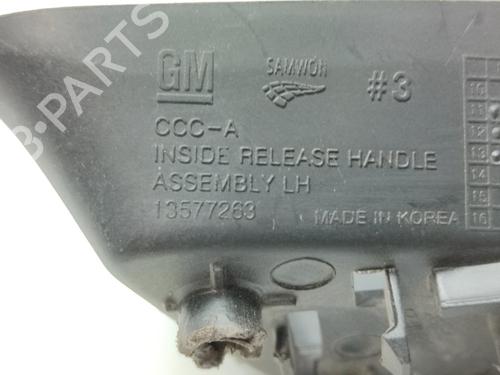 GM SAMWON #3
CCC-A
INSIDE RELEASE HANDLE
ASSEMBLY LH
13577263
MADE IN KOREA
10
11
12
13
14
15
16
B-PARTS